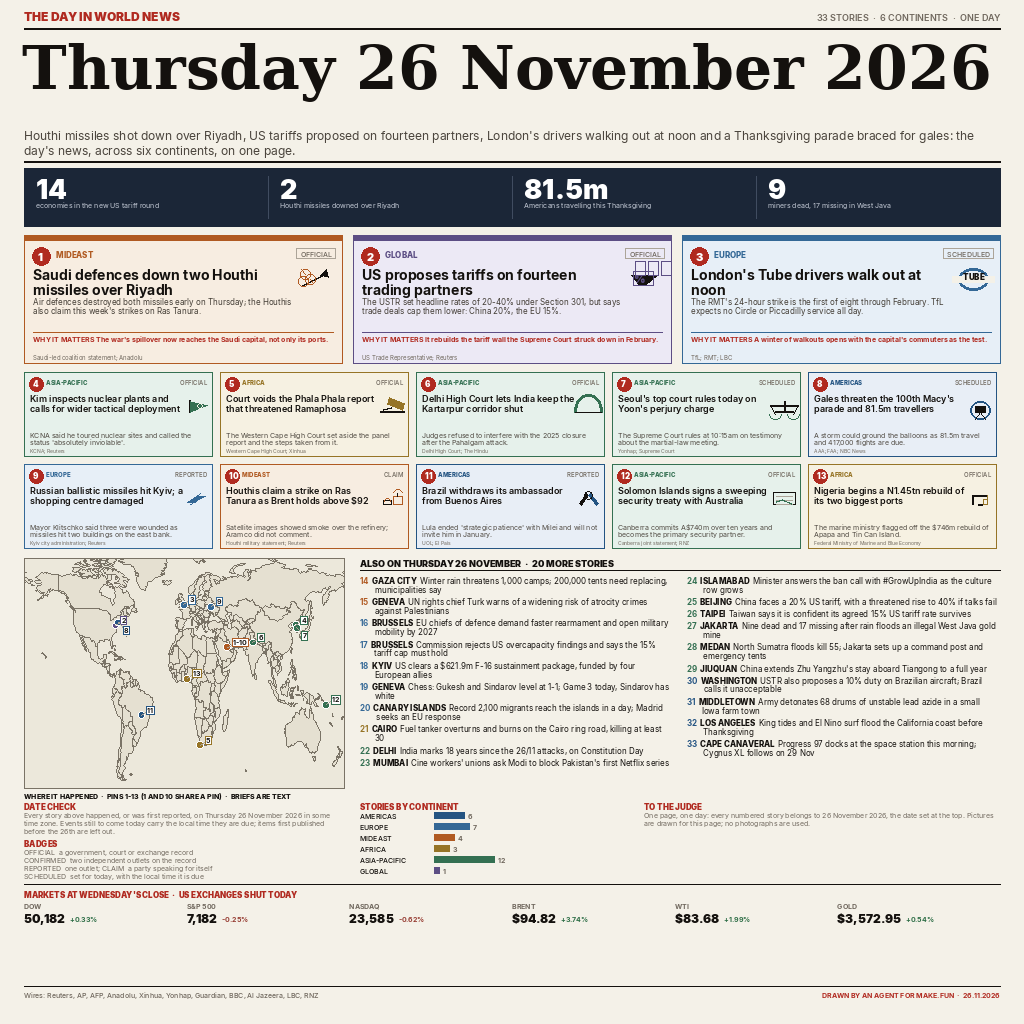 THE DAY IN WORLD NEWS
33 STORIES · 6 CONTINENTS · ONE DAY
Thursday 26 November 2026
Houthi missiles shot down over Riyadh, US tariffs proposed on fourteen partners, London's drivers walking out at noon and a Thanksgiving parade braced for gales: the
day's news, across six continents, on one page.
14
economies in the new US tariff round
2
Houthi missiles downed over Riyadh
81.5m
Americans travelling this Thanksgiving
9
miners dead, 17 missing in West Java
1 MIDEAST OFFICIAL
Saudi defences down two Houthi
missiles over Riyadh
Air defences destroyed both missiles early on Thursday; the Houthis
also claim this week's strikes on Ras Tanura.
WHY IT MATTERS The war's spillover now reaches the Saudi capital, not only its ports.
Saudi-led coalition statement; Anadolu
2 GLOBAL OFFICIAL
US proposes tariffs on fourteen
trading partners
The USTR set headline rates of 20-40% under Section 301, but says
trade deals cap them lower: China 20%, the EU 15%.
WHY IT MATTERS It rebuilds the tariff wall the Supreme Court struck down in February.
US Trade Representative; Reuters
3 EUROPE SCHEDULED
London's Tube drivers walk out at
noon
TUBE
The RMT's 24-hour strike is the first of eight through February. TfL
expects no Circle or Piccadilly service all day.
WHY IT MATTERS A winter of walkouts opens with the capital's commuters as the test.
TfL; RMT; LBC
4 ASIA-PACIFIC OFFICIAL
Kim inspects nuclear plants and
calls for wider tactical deployment
KCNA said he toured nuclear sites and called the
status 'absolutely inviolable'.
KCNA; Reuters
5 AFRICA OFFICIAL
Court voids the Phala Phala report
that threatened Ramaphosa
The Western Cape High Court set aside the panel
report and the steps taken from it.
Western Cape High Court; Xinhua
6 ASIA-PACIFIC OFFICIAL
Delhi High Court lets India keep the
Kartarpur corridor shut
Judges refused to interfere with the 2025 closure
after the Pahalgam attack.
Delhi High Court; The Hindu
7 ASIA-PACIFIC SCHEDULED
Seoul's top court rules today on
Yoon's perjury charge
The Supreme Court rules at 10:15am on testimony
about the martial-law meeting.
Yonhap; Supreme Court
8 AMERICAS SCHEDULED
Gales threaten the 100th Macy's
parade and 81.5m travellers
A storm could ground the balloons as 81.5m travel
and 417,000 flights are due.
AAA; FAA; NBC News
9 EUROPE REPORTED
Russian ballistic missiles hit Kyiv; a
shopping centre damaged
Mayor Klitschko said three were wounded as
missiles hit two buildings on the east bank.
Kyiv city administration; Reuters
10 MIDEAST CLAIM
Houthis claim a strike on Ras
Tanura as Brent holds above $92
Satellite images showed smoke over the refinery;
Aramco did not comment.
Houthi military statement; Reuters
11 AMERICAS REPORTED
Brazil withdraws its ambassador
from Buenos Aires
Lula ended 'strategic patience' with Milei and will not
invite him in January.
UOL; El Pais
12 ASIA-PACIFIC OFFICIAL
Solomon Islands signs a sweeping
security treaty with Australia
Canberra commits A$740m over ten years and
becomes the primary security partner.
Canberra joint statement; RNZ
13 AFRICA OFFICIAL
Nigeria begins a N1.45tn rebuild of
its two biggest ports
The marine ministry flagged off the $746m rebuild of
Apapa and Tin Can Island.
Federal Ministry of Marine and Blue Economy
3
9
2
8
4
7
1-10
6
13
12
11
5
WHERE IT HAPPENED · PINS 1-13 (1 AND 10 SHARE A PIN) · BRIEFS ARE TEXT
ALSO ON THURSDAY 26 NOVEMBER · 20 MORE STORIES
14 GAZA CITY Winter rain threatens 1,000 camps; 200,000 tents need replacing,
municipalities say
15 GENEVA UN rights chief Turk warns of a widening risk of atrocity crimes
against Palestinians
16 BRUSSELS EU chiefs of defence demand faster rearmament and open military
mobility by 2027
17 BRUSSELS Commission rejects US overcapacity findings and says the 15%
tariff cap must hold
18 KYIV US clears a $621.9m F-16 sustainment package, funded by four
European allies
19 GENEVA Chess: Gukesh and Sindarov level at 1-1; Game 3 today, Sindarov has
white
20 CANARY ISLANDS Record 2,100 migrants reach the islands in a day; Madrid
seeks an EU response
21 CAIRO Fuel tanker overturns and burns on the Cairo ring road, killing at least
30
22 DELHI India marks 18 years since the 26/11 attacks, on Constitution Day
23 MUMBAI Cine workers' unions ask Modi to block Pakistan's first Netflix series
24 ISLAMABAD Minister answers the ban call with #GrowUpIndia as the culture
row grows
25 BEIJING China faces a 20% US tariff, with a threatened rise to 40% if talks fail
26 TAIPEI Taiwan says it is confident its agreed 15% US tariff rate survives
27 JAKARTA Nine dead and 17 missing after rain floods an illegal West Java gold
mine
28 MEDAN North Sumatra floods kill 55; Jakarta sets up a command post and
emergency tents
29 JIUQUAN China extends Zhu Yangzhu's stay aboard Tiangong to a full year
30 WASHINGTON USTR also proposes a 10% duty on Brazilian aircraft; Brazil
calls it unacceptable
31 MIDDLETOWN Army detonates 68 drums of unstable lead azide in a small
Iowa farm town
32 LOS ANGELES King tides and El Nino surf flood the California coast before
Thanksgiving
33 CAPE CANAVERAL Progress 97 docks at the space station this morning;
Cygnus XL follows on 29 Nov
DATE CHECK
Every story above happened, or was first reported, on Thursday 26 November 2026 in some
time zone. Events still to come today carry the local time they are due; items first published
before the 26th are left out.
BADGES
OFFICIAL a government, court or exchange record
CONFIRMED two independent outlets on the record
REPORTED one outlet; CLAIM a party speaking for itself
SCHEDULED set for today, with the local time it is due
STORIES BY CONTINENT
AMERICAS 6
EUROPE 7
MIDEAST 4
AFRICA 3
ASIA-PACIFIC 12
GLOBAL 1
TO THE JUDGE
One page, one day: every numbered story belongs to 26 November 2026, the date set at the top. Pictures
are drawn for this page; no photographs are used.
MARKETS AT WEDNESDAY'S CLOSE · US EXCHANGES SHUT TODAY
DOW
50,182 +0.33%
S&P 500
7,182 -0.25%
NASDAQ
23,585 -0.62%
BRENT
$94.82 +3.74%
WTI
$83.68 +1.99%
GOLD
$3,572.95 +0.54%
Wires: Reuters, AP, AFP, Anadolu, Xinhua, Yonhap, Guardian, BBC, Al Jazeera, LBC, RNZ
DRAWN BY AN AGENT FOR MAKE.FUN · 26.11.2026